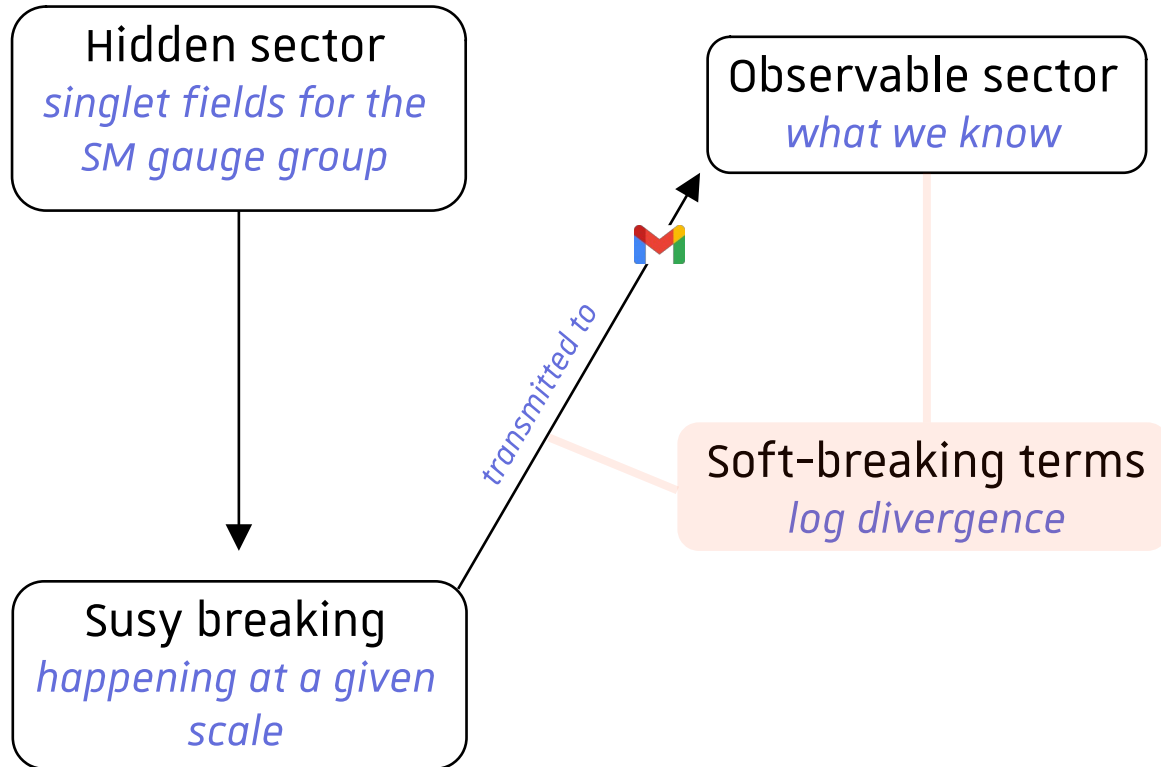 Hidden sector
singlet fields for the
SM gauge group
Observable sector
what we know
transmitted to
Soft-breaking terms
log divergence
Susy breaking
happening at a given
scale